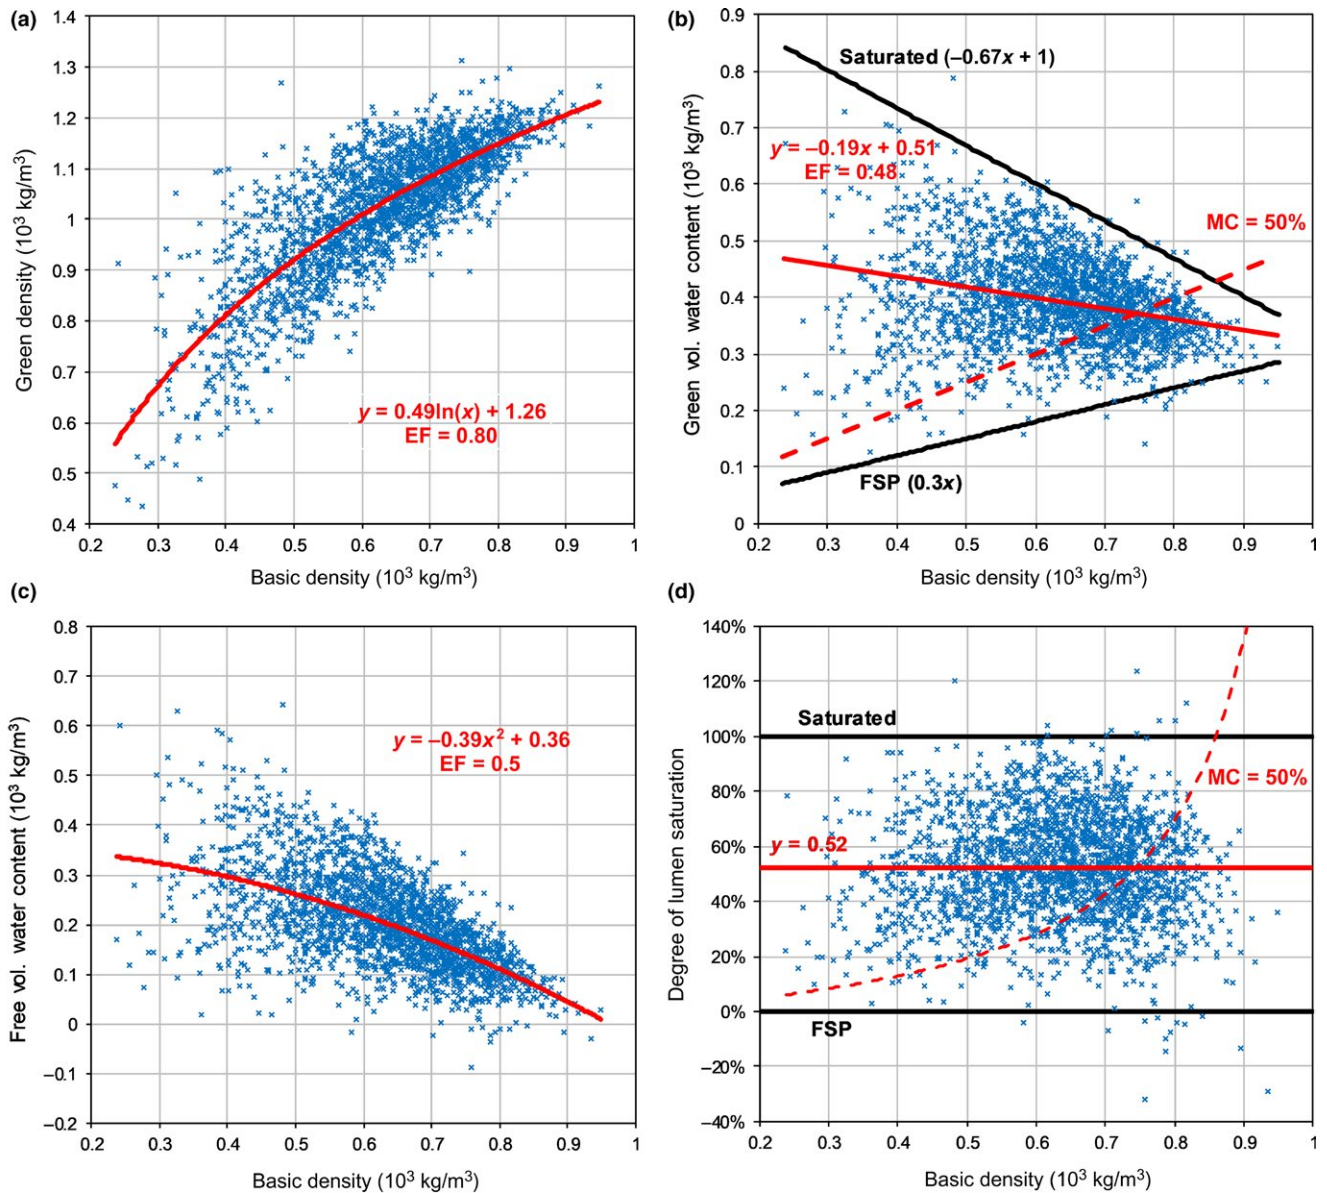 (a)
1.4
1.3
1.2
1.1
1
0.9
0.8
0.7
0.6
0.5
0.4
Green density (10³ kg/m³)
y = 0.49ln(x) + 1.26
EF = 0.80
0.2 0.3 0.4 0.5 0.6 0.7 0.8 0.9 1
Basic density (10³ kg/m³)
(b)
0.9
0.8
0.7
0.6
0.5
0.4
0.3
0.2
0.1
0
Green vol. water content (10³ kg/m³)
Saturated (–0.67x + 1)
y = –0.19x + 0.51
EF = 0.48
MC = 50%
FSP (0.3x)
0.2 0.3 0.4 0.5 0.6 0.7 0.8 0.9 1
Basic density (10³ kg/m³)
(c)
0.8
0.7
0.6
0.5
0.4
0.3
0.2
0.1
0
–0.1
–0.2
Free vol. water content (10³ kg/m³)
y = –0.39x² + 0.36
EF = 0.5
0.2 0.3 0.4 0.5 0.6 0.7 0.8 0.9 1
Basic density (10³ kg/m³)
(d)
140%
120%
100%
80%
60%
40%
20%
0%
–20%
–40%
Degree of lumen saturation
Saturated
MC = 50%
y = 0.52
FSP
0.2 0.3 0.4 0.5 0.6 0.7 0.8 0.9 1
Basic density (10³ kg/m³)